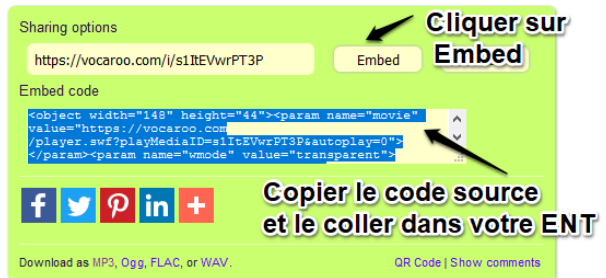 Sharing options
Cliquer sur
Embed
https://vocaroo.com/i/s1ItEVwrPT3P
Embed
Embed code
<object width="148" height="44"><param name="movie"
value="https://vocaroo.com
/player.swf?playMediaID=s1ItEVwrPT3P&autoplay=0">
</param><param name="wmode" value="transparent">
Copier le code source
et le coller dans votre ENT
f
P
in
+
Download as MP3, Ogg, FLAC, or WAV.
QR Code | Show comments